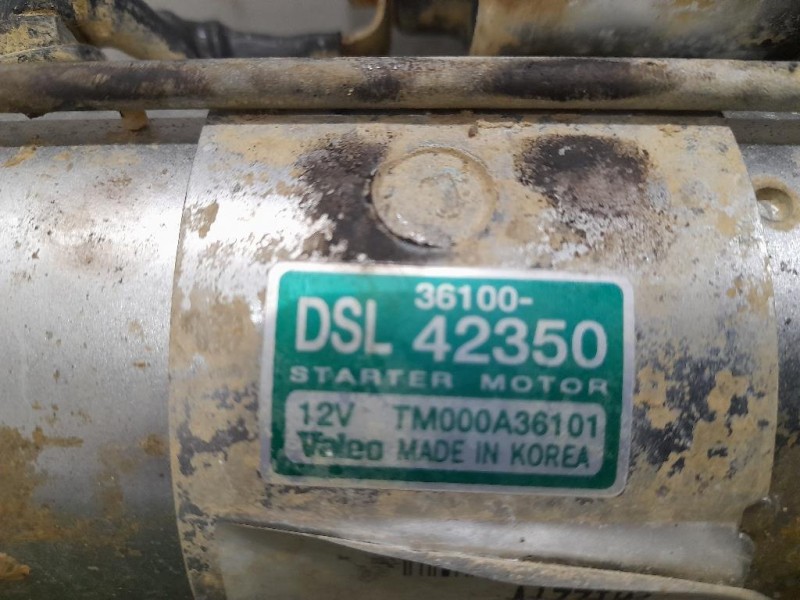 36100-
DSL 42350
STARTER MOTOR
12V TM000A36101
Valeo MADE IN KOREA